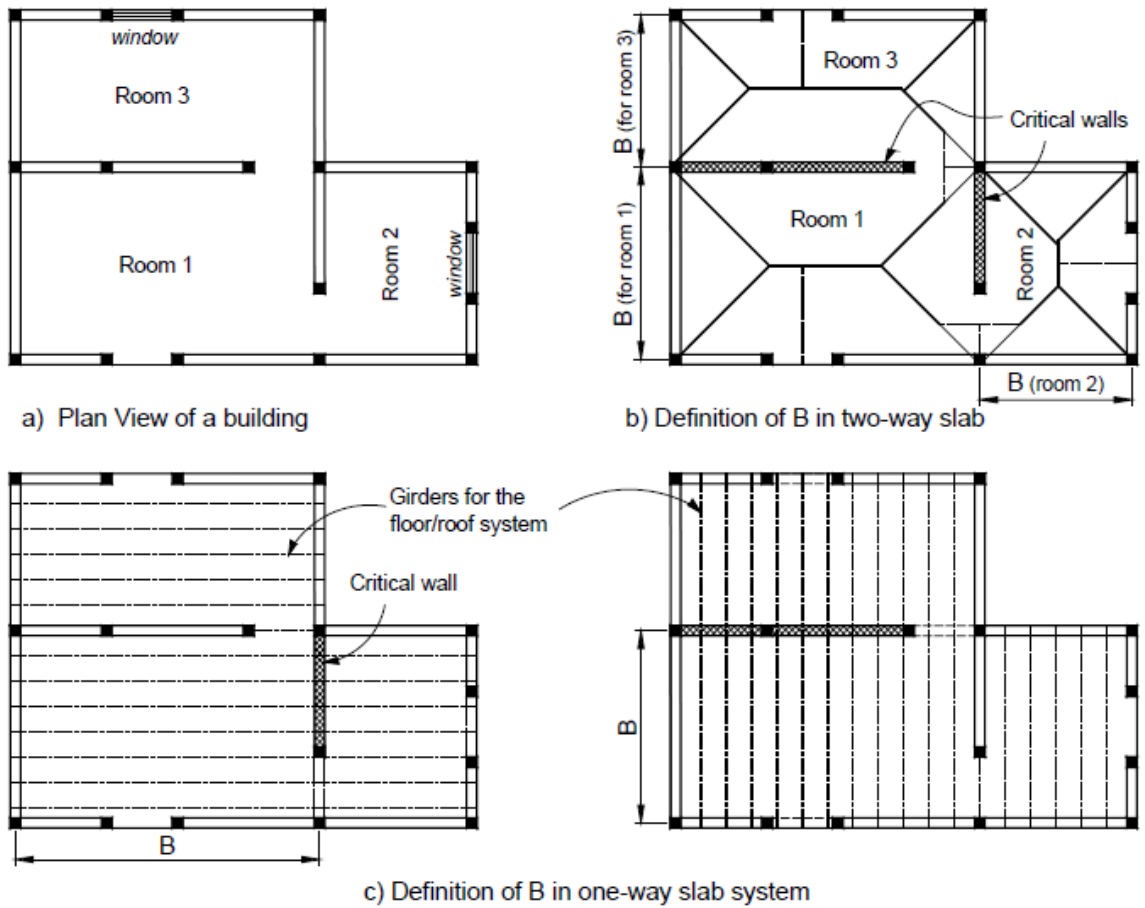 window
Room 3
Room 1
Room 2
window
a) Plan View of a building
B (for room 3)
Room 3
Critical walls
B (for room 1)
Room 1
Room 2
B (room 2)
b) Definition of B in two-way slab
Girders for the
floor/roof system
Critical wall
B
B
c) Definition of B in one-way slab system